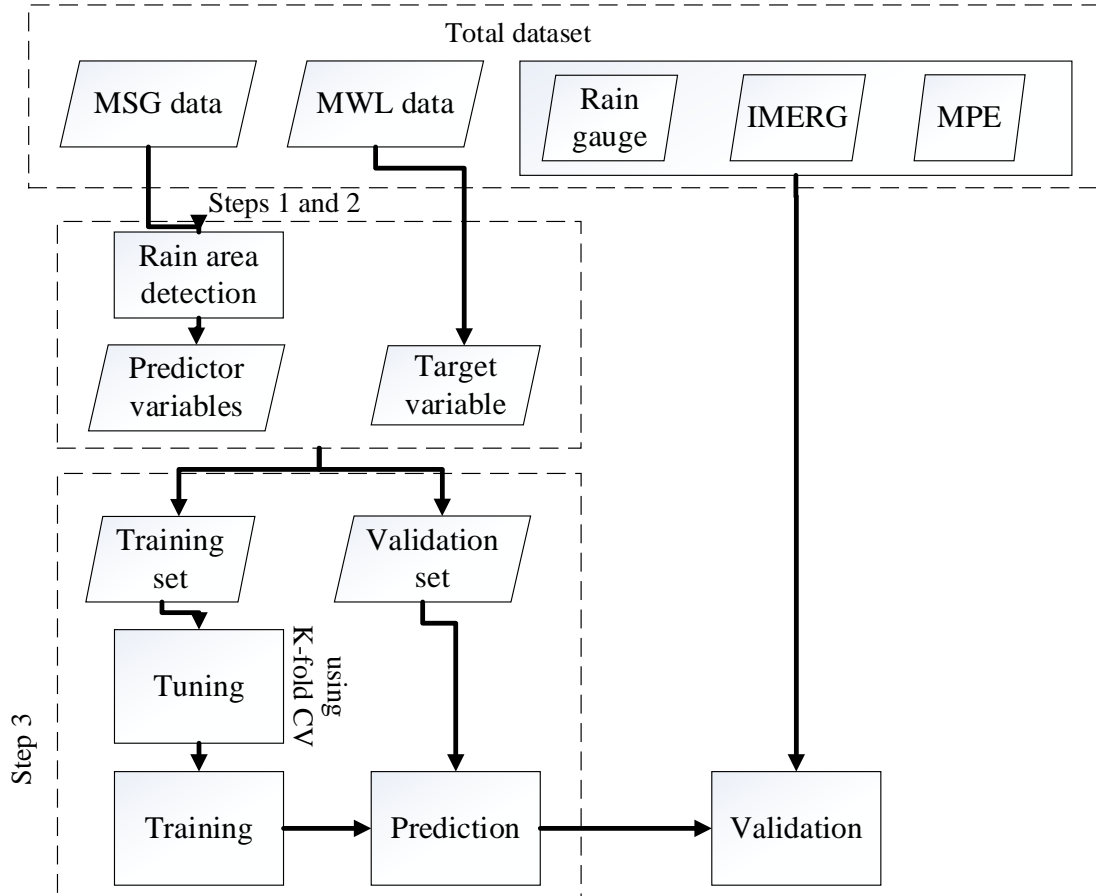 Total dataset
MSG data
MWL data
Rain
gauge
IMERG
MPE
Steps 1 and 2
Rain area
detection
Predictor
variables
Target
variable
Training
set
Validation
set
Tuning
using
K-fold CV
Step 3
Training
Prediction
Validation